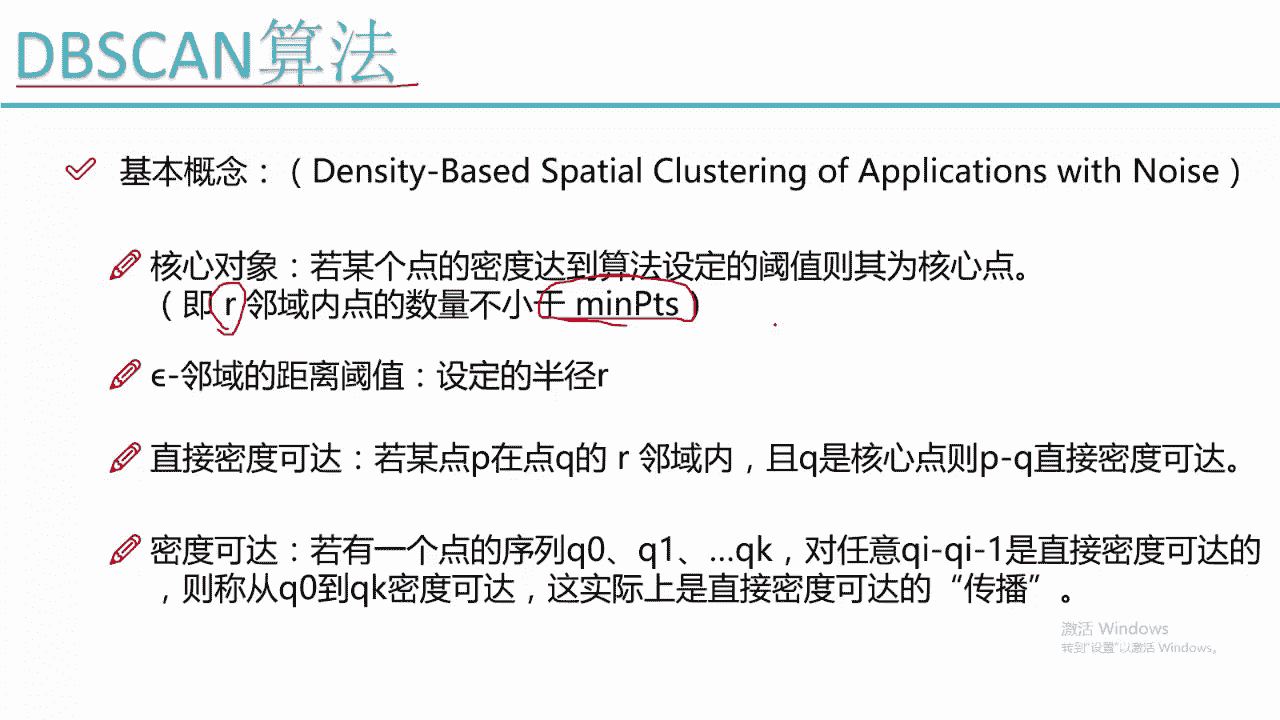 DBSCAN算法
基本概念：（Density-Based Spatial Clustering of Applications with Noise）
核心对象：若某个点的密度达到算法设定的阈值则其为核心点。
（即 r 邻域内点的数量不小于 minPts）
ϵ-邻域的距离阈值：设定的半径r
直接密度可达：若某点p在点q的 r 邻域内，且q是核心点则p-q直接密度可达。
密度可达：若有一个点的序列q0、q1、…qk，对任意qi-qi-1是直接密度可达的
，则称从q0到qk密度可达，这实际上是直接密度可达的“传播”。
激活 Windows
转到“设置”以激活 Windows。